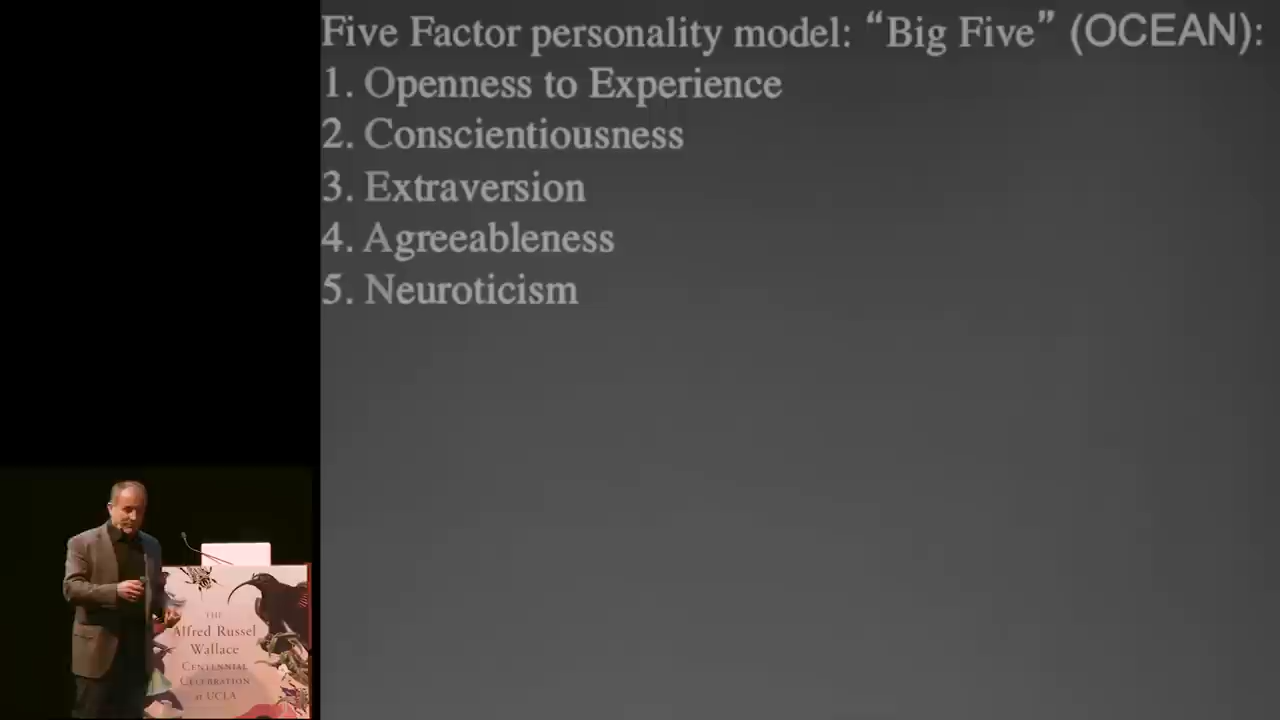 Five Factor personality model: “Big Five” (OCEAN):
1. Openness to Experience
2. Conscientiousness
3. Extraversion
4. Agreeableness
5. Neuroticism
THE
Alfred Russel
Wallace
CENTENNIAL
CELEBRATION
at UCLA